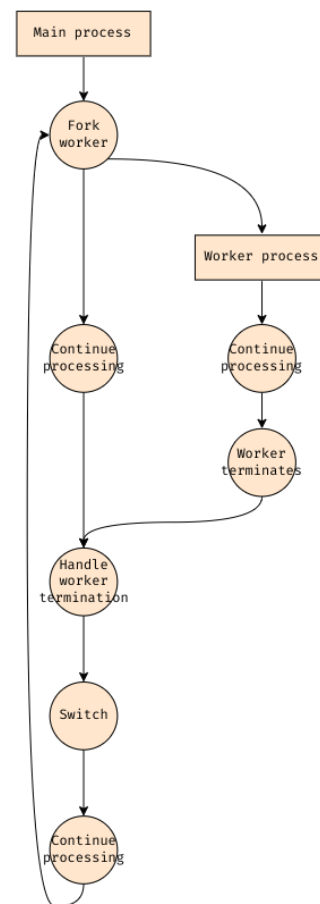 Main process
Fork
worker
Worker process
Continue
processing
Continue
processing
Worker
terminates
Handle
worker
termination
Switch
Continue
processing